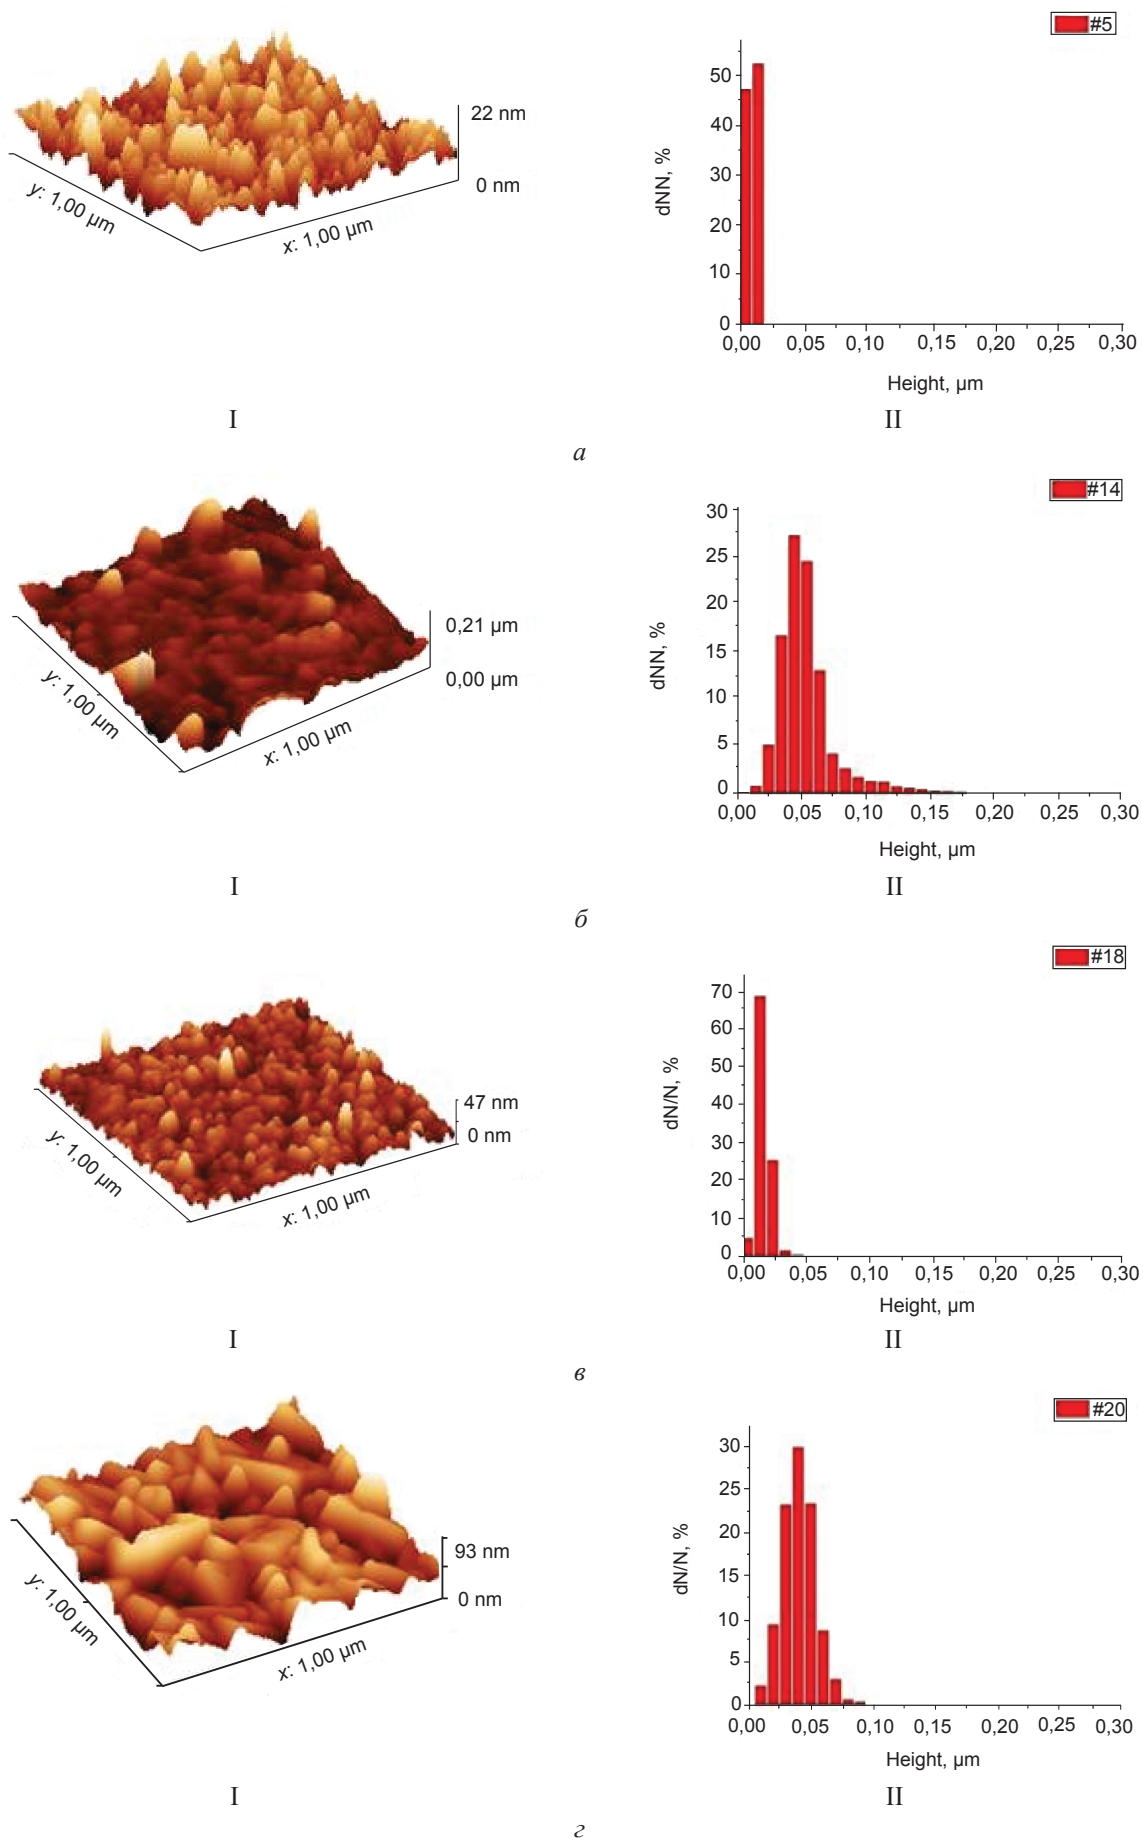 #5
22 nm
0 nm
y: 1,00 µm
x: 1,00 µm
dNN, %
50
40
30
20
10
0
0,00 0,05 0,10 0,15 0,20 0,25 0,30
Height, µm
I
II
а
#14
0,21 µm
0,00 µm
y: 1,00 µm
x: 1,00 µm
dNN, %
30
25
20
15
10
5
0
0,00 0,05 0,10 0,15 0,20 0,25 0,30
Height, µm
I
II
б
#18
47 nm
0 nm
y: 1,00 µm
x: 1,00 µm
dN/N, %
70
60
50
40
30
20
10
0
0,00 0,05 0,10 0,15 0,20 0,25 0,30
Height, µm
I
II
в
#20
93 nm
0 nm
y: 1,00 µm
x: 1,00 µm
dN/N, %
30
25
20
15
10
5
0
0,00 0,05 0,10 0,15 0,20 0,25 0,30
Height, µm
I
II
г